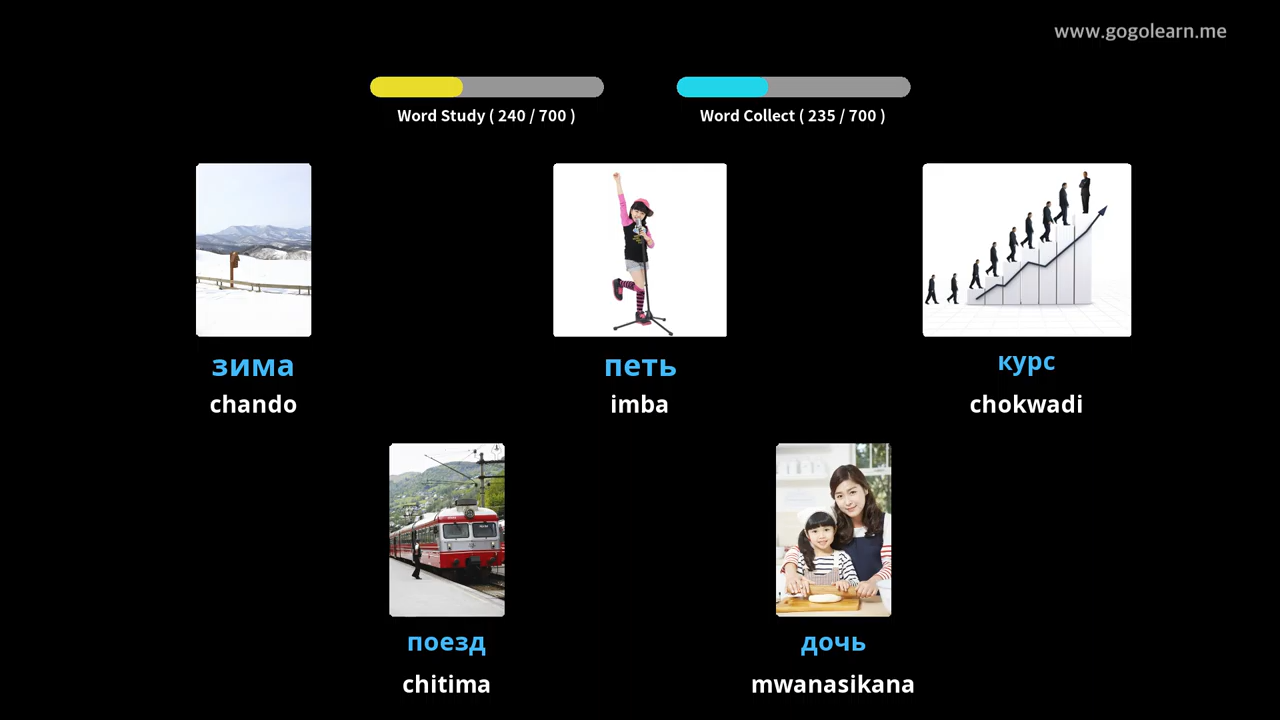 www.gogolearn.me
Word Study ( 240 / 700 )
Word Collect ( 235 / 700 )
зима
chando
петь
imba
курс
chokwadi
поезд
chitima
дочь
mwanasikana